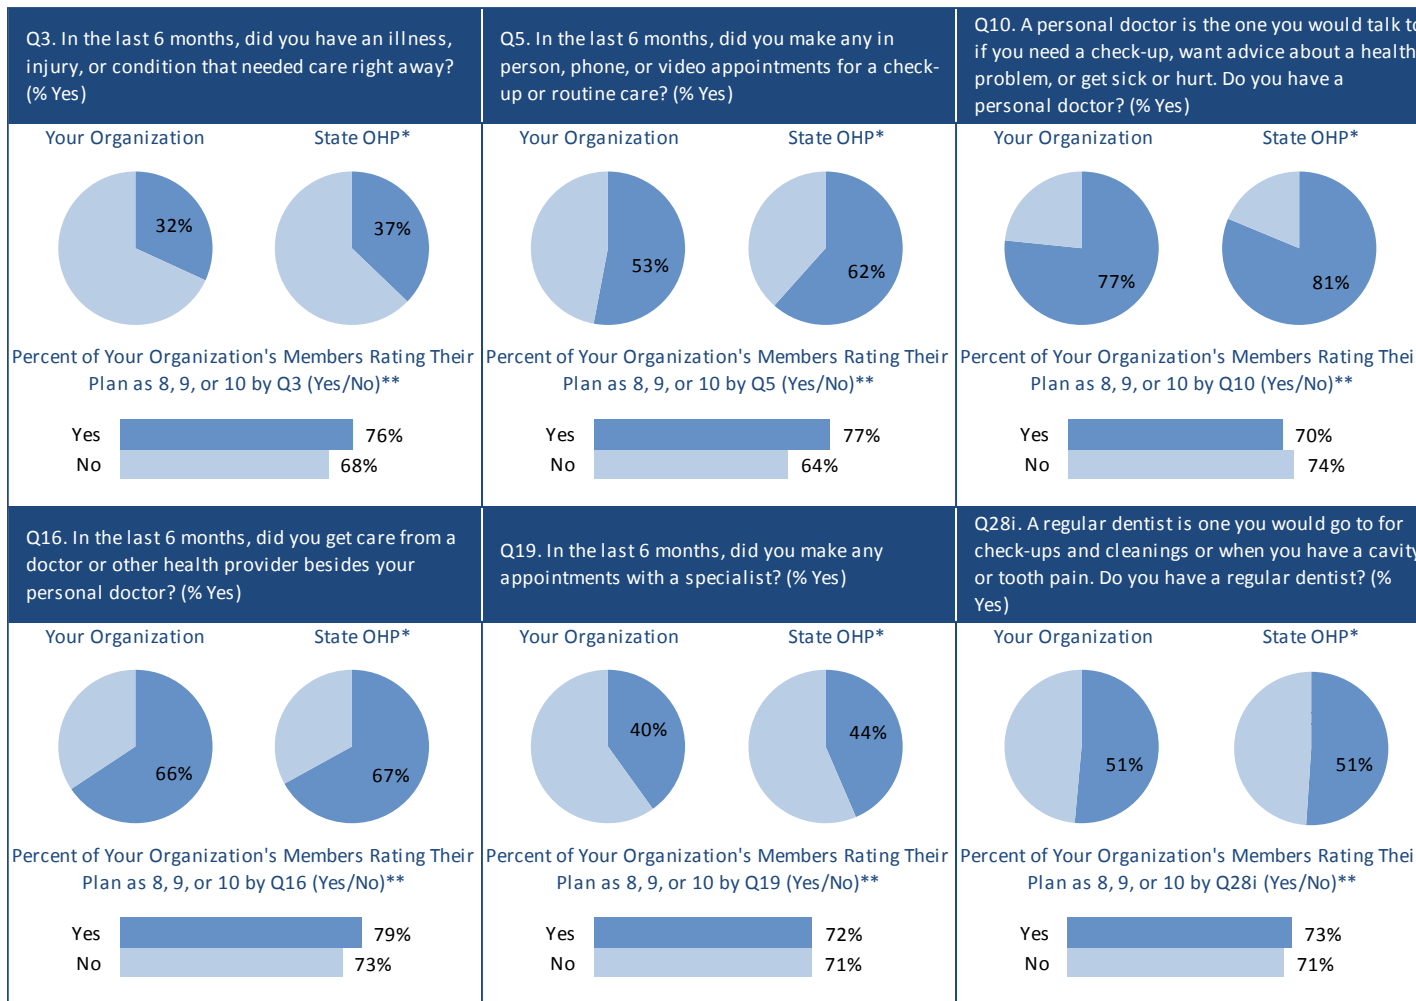 Q3. In the last 6 months, did you have an illness,
injury, or condition that needed care right away?
(% Yes)
Q5. In the last 6 months, did you make any in
person, phone, or video appointments for a check-
up or routine care? (% Yes)
Q10. A personal doctor is the one you would talk to
if you need a check-up, want advice about a health
problem, or get sick or hurt. Do you have a
personal doctor? (% Yes)
Your Organization
State OHP*
Your Organization
State OHP*
Your Organization
State OHP*
32%
37%
53%
62%
77%
81%
Percent of Your Organization's Members Rating Their
Plan as 8, 9, or 10 by Q3 (Yes/No)**
Percent of Your Organization's Members Rating Their
Plan as 8, 9, or 10 by Q5 (Yes/No)**
Percent of Your Organization's Members Rating Thei
Plan as 8, 9, or 10 by Q10 (Yes/No)**
Yes 76%
No 68%
Yes 77%
No 64%
Yes 70%
No 74%
Q16. In the last 6 months, did you get care from a
doctor or other health provider besides your
personal doctor? (% Yes)
Q19. In the last 6 months, did you make any
appointments with a specialist? (% Yes)
Q28i. A regular dentist is one you would go to for
check-ups and cleanings or when you have a cavity
or tooth pain. Do you have a regular dentist? (%
Yes)
Your Organization
State OHP*
Your Organization
State OHP*
Your Organization
State OHP*
66%
67%
40%
44%
51%
51%
Percent of Your Organization's Members Rating Their
Plan as 8, 9, or 10 by Q16 (Yes/No)**
Percent of Your Organization's Members Rating Their
Plan as 8, 9, or 10 by Q19 (Yes/No)**
Percent of Your Organization's Members Rating Thei
Plan as 8, 9, or 10 by Q28i (Yes/No)**
Yes 79%
No 73%
Yes 72%
No 71%
Yes 73%
No 71%